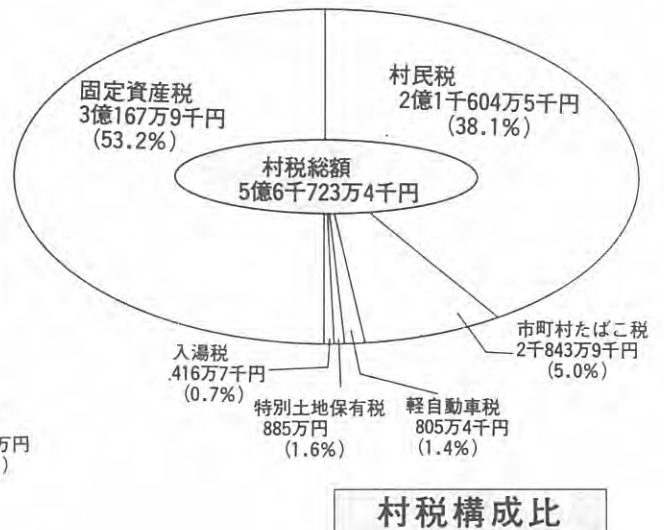 固定資産税
3億167万9千円
(53.2%)
村民税
2億1千604万5千円
(38.1%)
村税総額
5億6千723万4千円
市町村たばこ税
2千843万9千円
(5.0%)
軽自動車税
805万4千円
(1.4%)
特別土地保有税
885万円
(1.6%)
入湯税
416万7千円
(0.7%)
万円
)
村税構成比